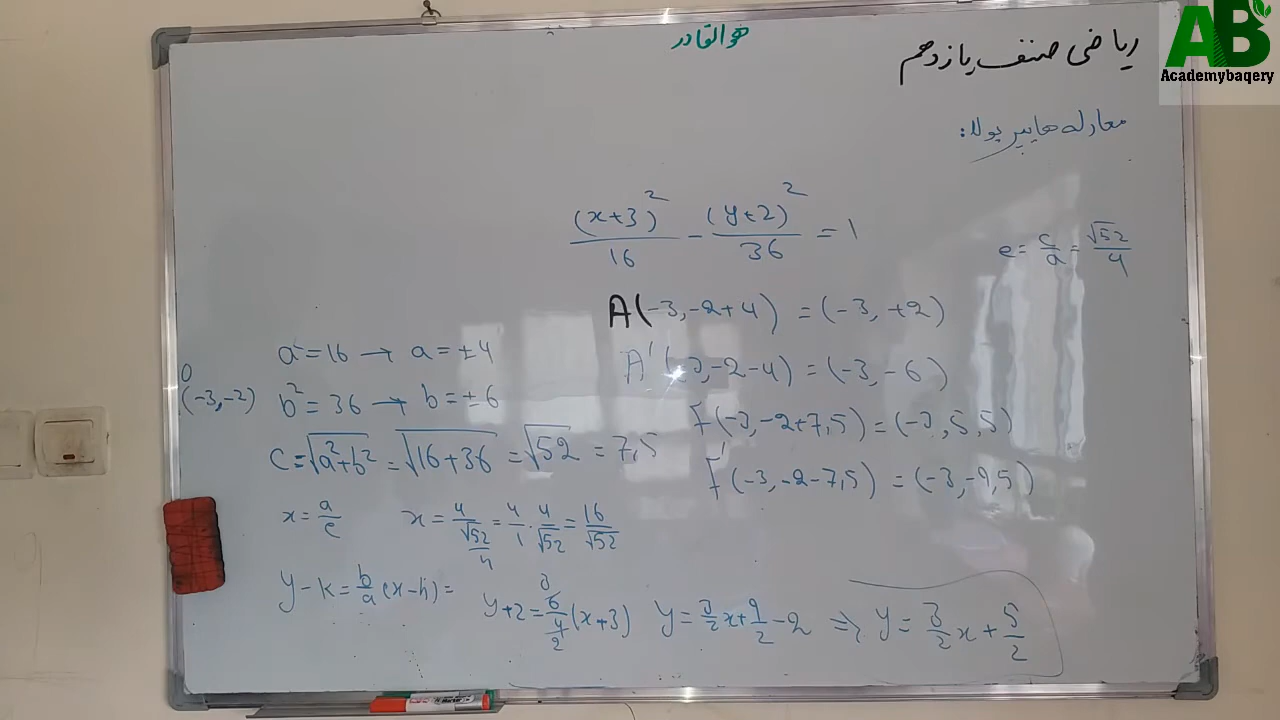 هو القادر
AB
Academybaqery
ریاضی صنف یازدهم
معادله هایپربولا:
(x+3)²/16 - (y+2)²/36 = 1
e = c/a = √52/4
A(-3,-2+4) = (-3,+2)
a² = 16 → a = ±4
A'(-3,-2-4) = (-3,-6)
O
(-3,-2)
b² = 36 → b = ±6
F(-3,-2+7,5) = (-3,5,5)
c = √a²+b² = √16+36 = √52 = 7,5
F'(-3,-2-7,5) = (-3,-9,5)
x = a/e x = 4/(√52/4) = 4/1 · 4/√52 = 16/√52
y-k = b/a(x-h) = y+2 = 6/4(x+3) y = 3/2x + 9/2 - 2 ⇒ y = 3/2x + 5/2
3
2